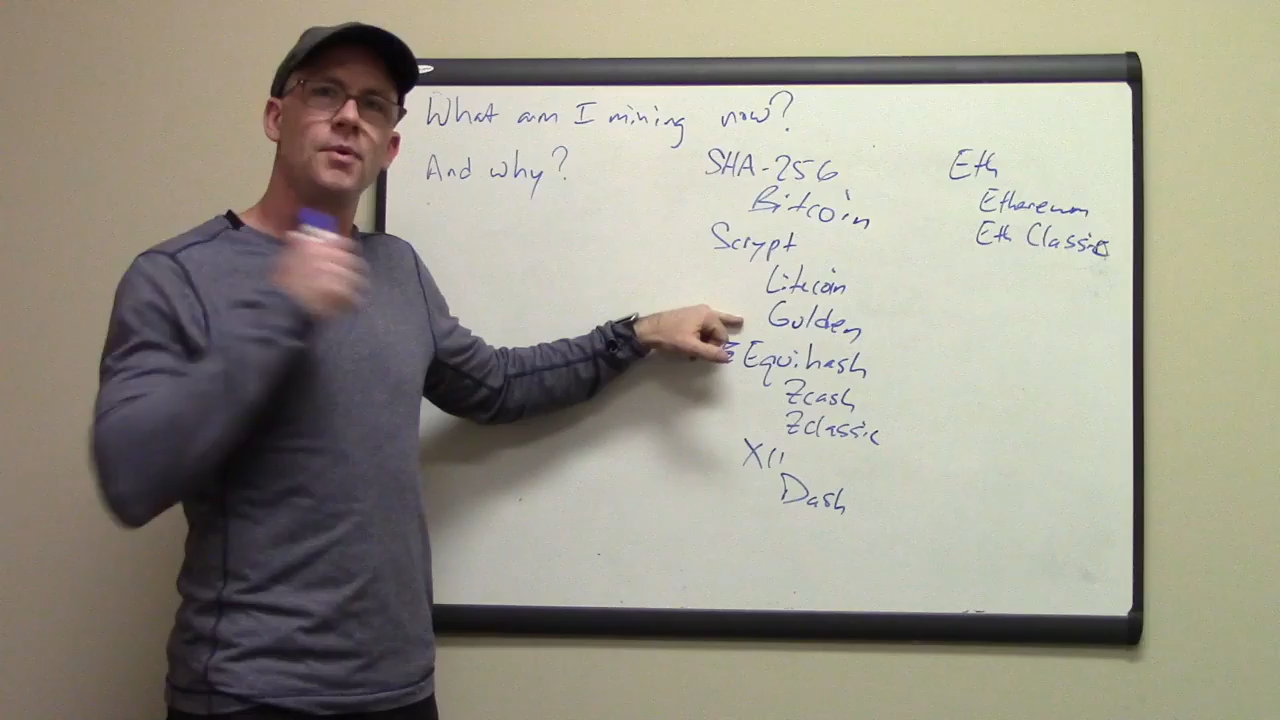 What am I mining now?
And why?
SHA-256
Bitcoin
Scrypt
Litecoin
Gulden
Equihash
Zcash
Zclassic
X11
Dash
Eth
Ethereum
Eth Classic